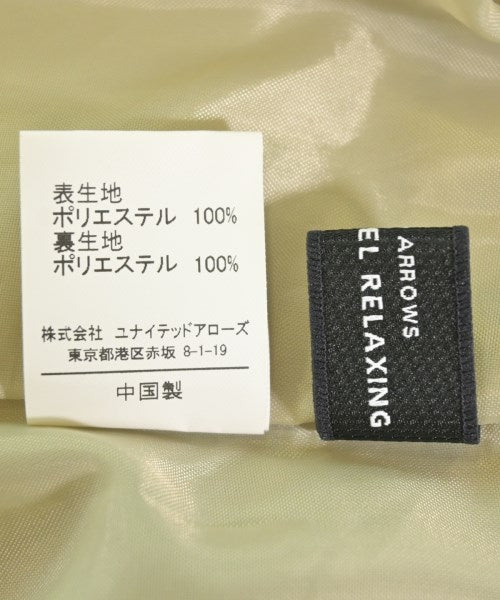 表生地
ポリエステル 100%
裏生地
ポリエステル 100%
株式会社 ユナイテッドアローズ
東京都港区赤坂 8-1-19
中国製
ARROWS
EL RELAXING